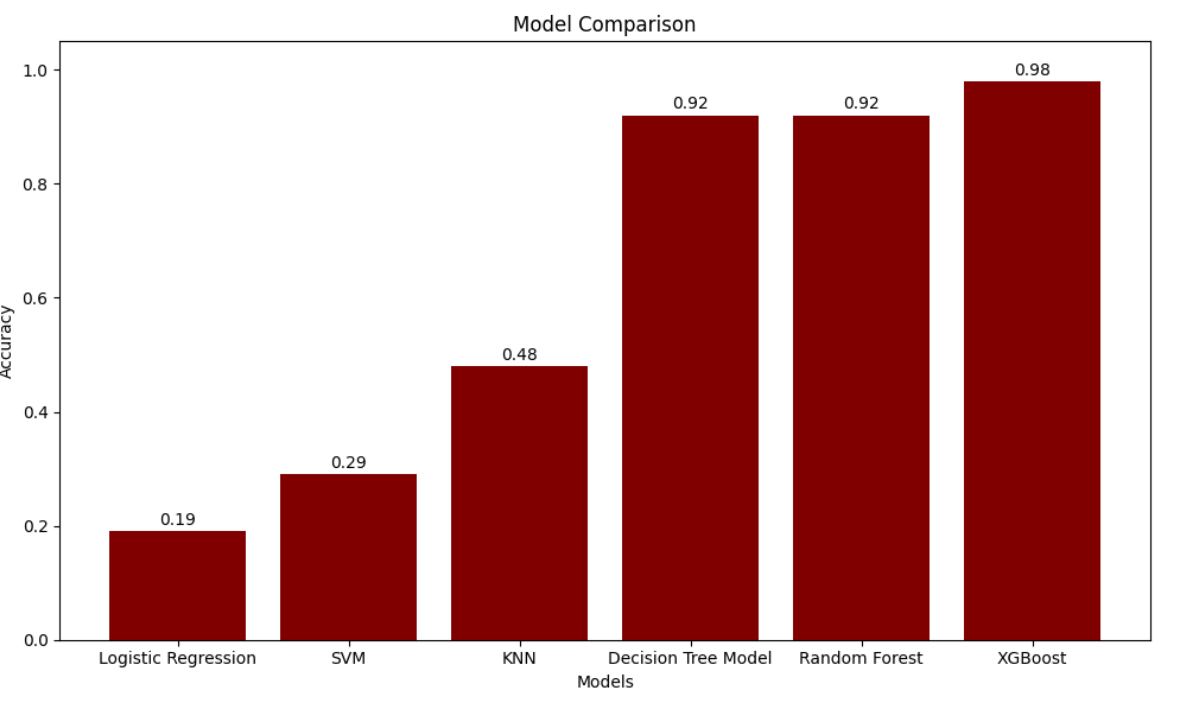 Model Comparison
Accuracy
1.0
0.8
0.6
0.4
0.2
0.0
0.19
0.29
0.48
0.92
0.92
0.98
Logistic Regression
SVM
KNN
Decision Tree Model
Random Forest
XGBoost
Models